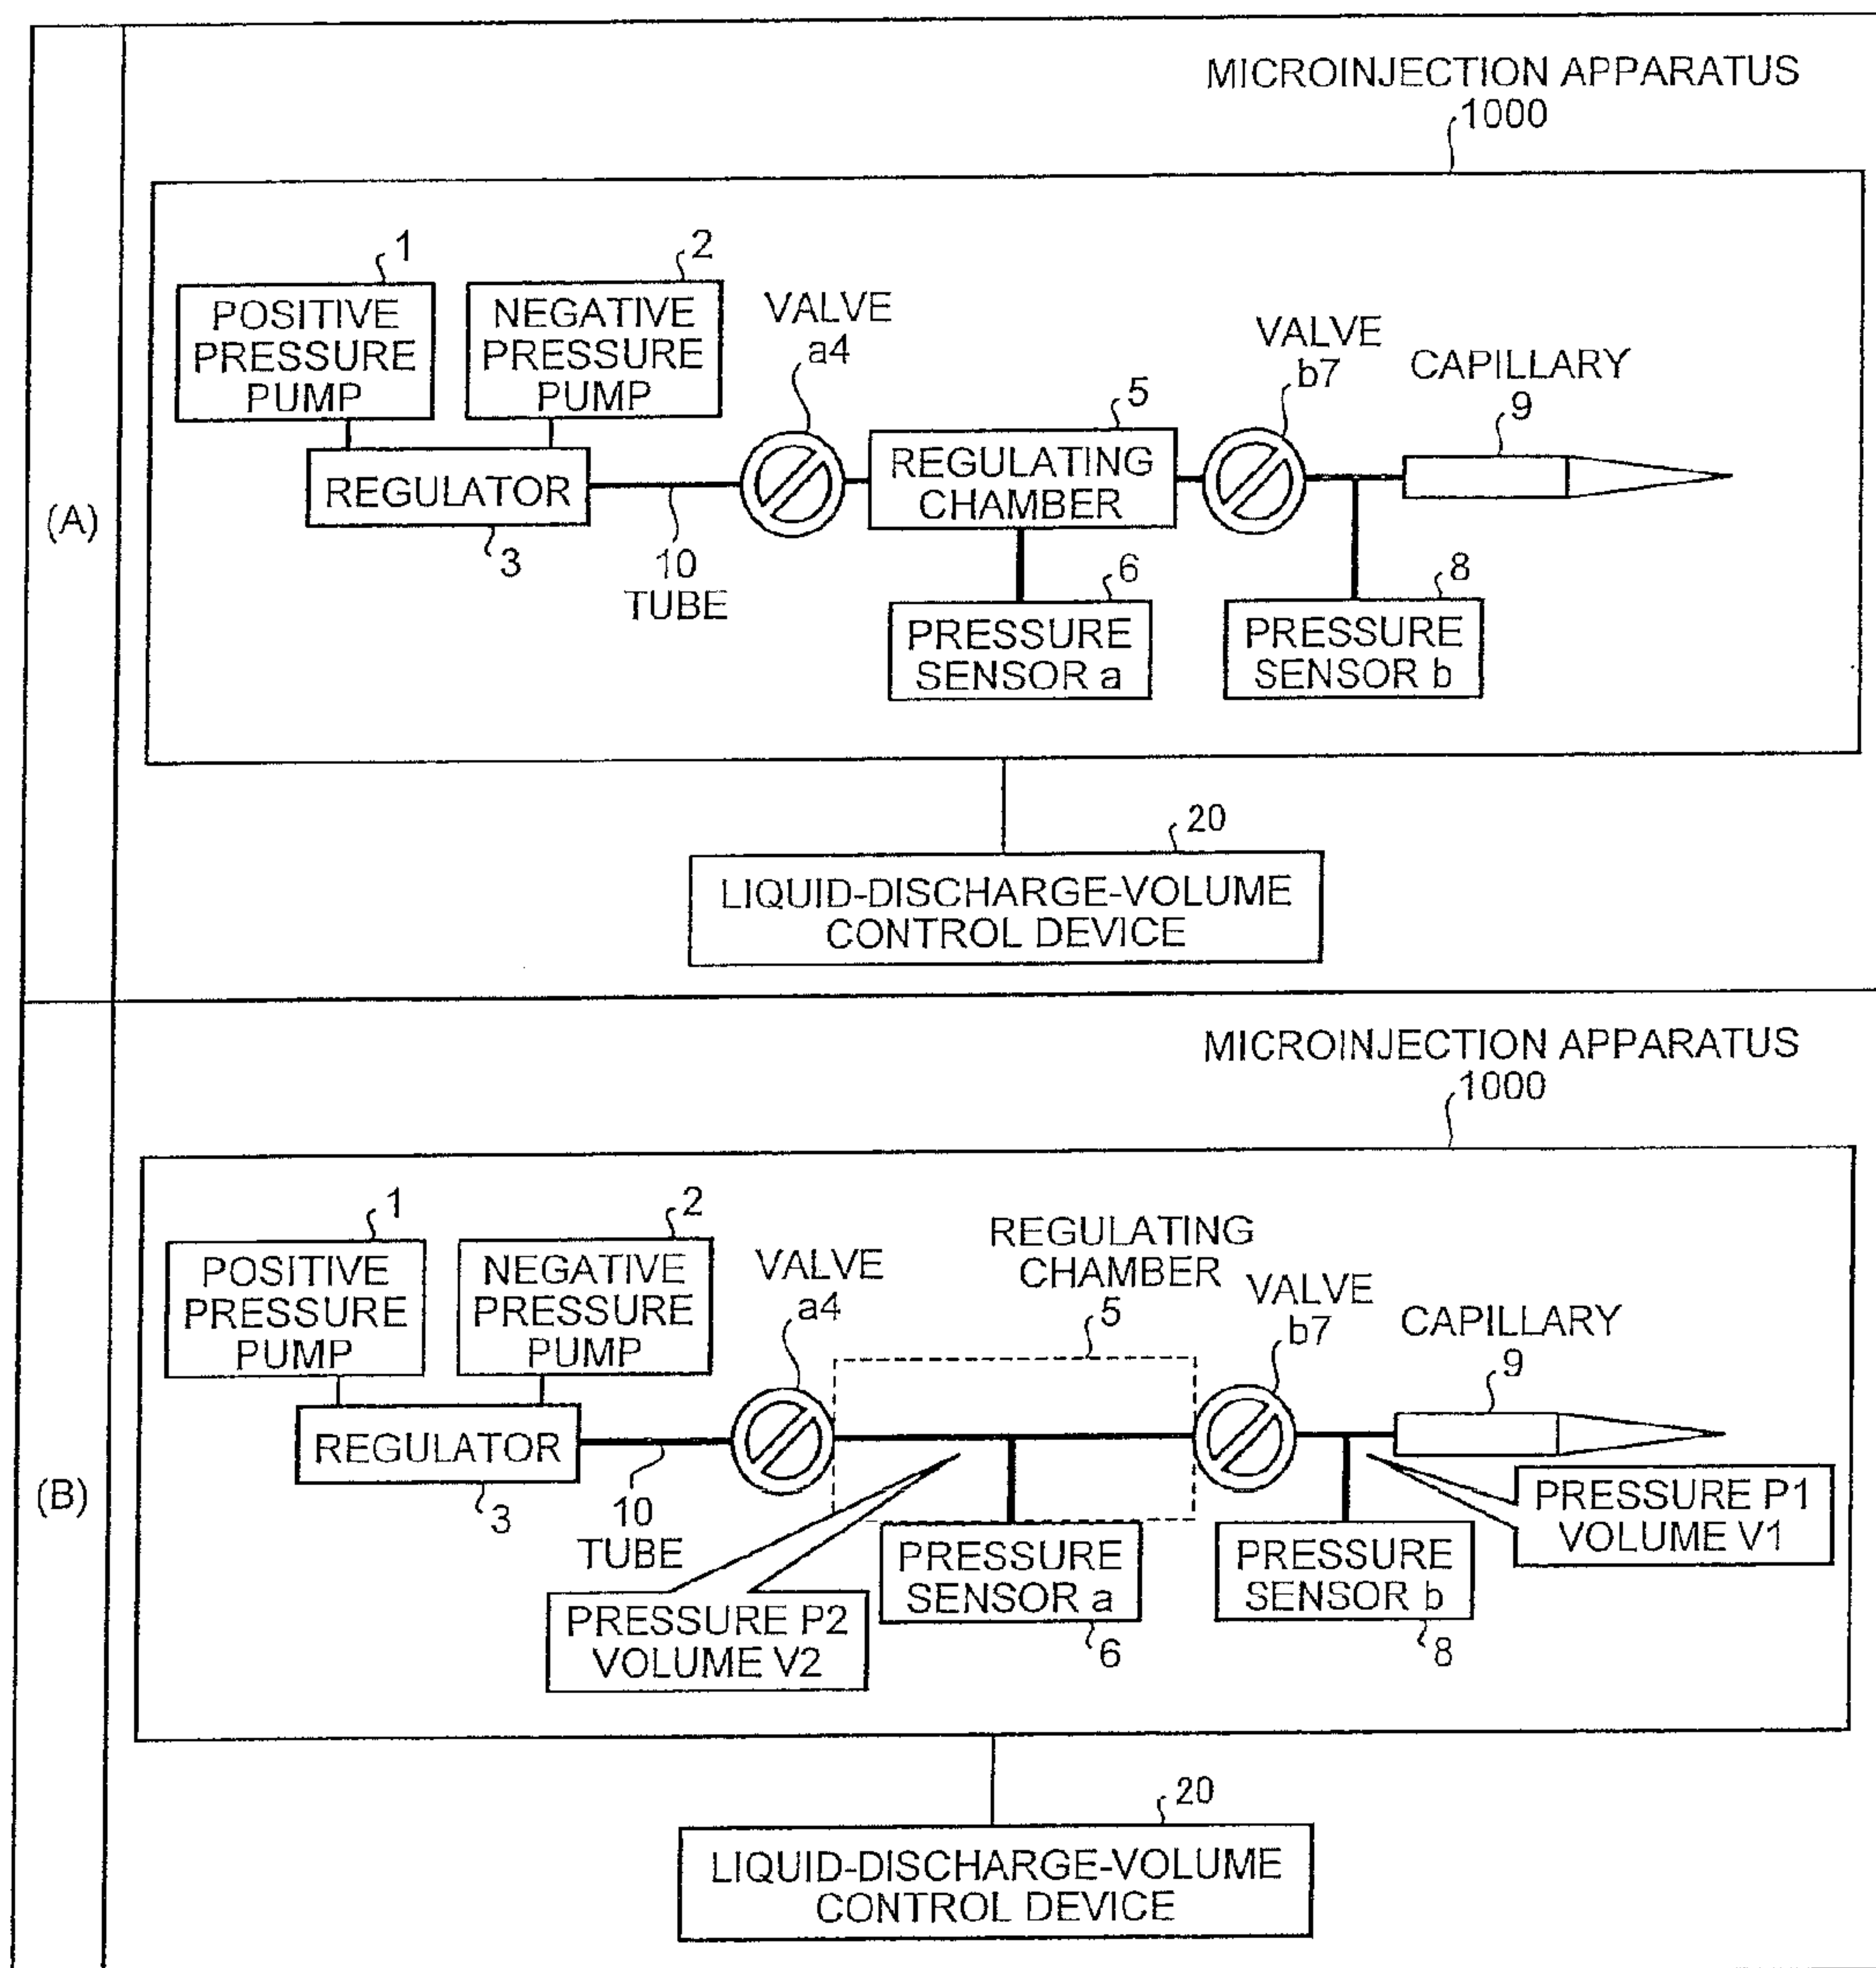 (A)
MICROINJECTION APPARATUS
1000
1
POSITIVE
PRESSURE
PUMP
2
NEGATIVE
PRESSURE
PUMP
REGULATOR
3
10
TUBE
VALVE
a4
5
REGULATING
CHAMBER
6
PRESSURE
SENSOR a
VALVE
b7
8
PRESSURE
SENSOR b
CAPILLARY
9
20
LIQUID-DISCHARGE-VOLUME
CONTROL DEVICE
(B)
MICROINJECTION APPARATUS
1000
1
POSITIVE
PRESSURE
PUMP
2
NEGATIVE
PRESSURE
PUMP
REGULATOR
3
10
TUBE
VALVE
a4
REGULATING
CHAMBER
5
PRESSURE P2
VOLUME V2
PRESSURE
SENSOR a
6
VALVE
b7
PRESSURE
SENSOR b
8
CAPILLARY
9
PRESSURE P1
VOLUME V1
20
LIQUID-DISCHARGE-VOLUME
CONTROL DEVICE